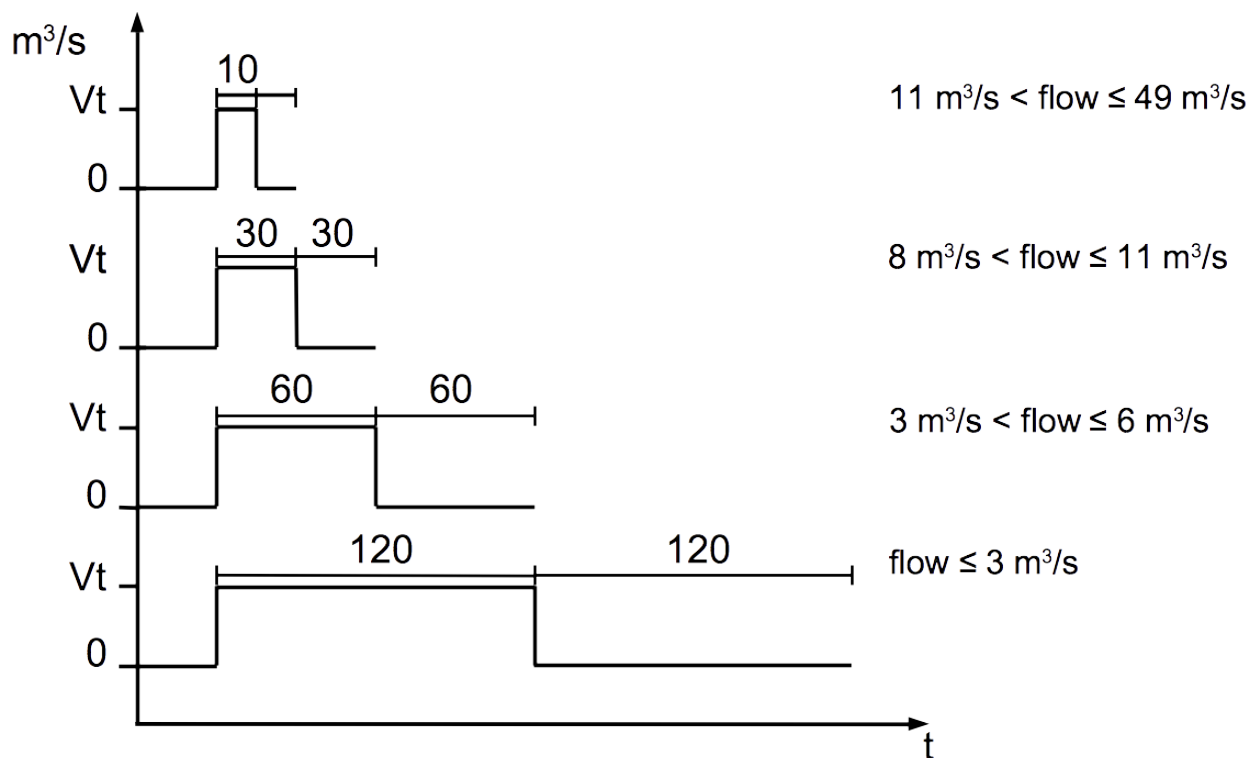 m³/s
10
Vt
11 m³/s < flow ≤ 49 m³/s
0
30 30
Vt
8 m³/s < flow ≤ 11 m³/s
0
60 60
Vt
3 m³/s < flow ≤ 6 m³/s
0
120 120
flow ≤ 3 m³/s
Vt
0
t